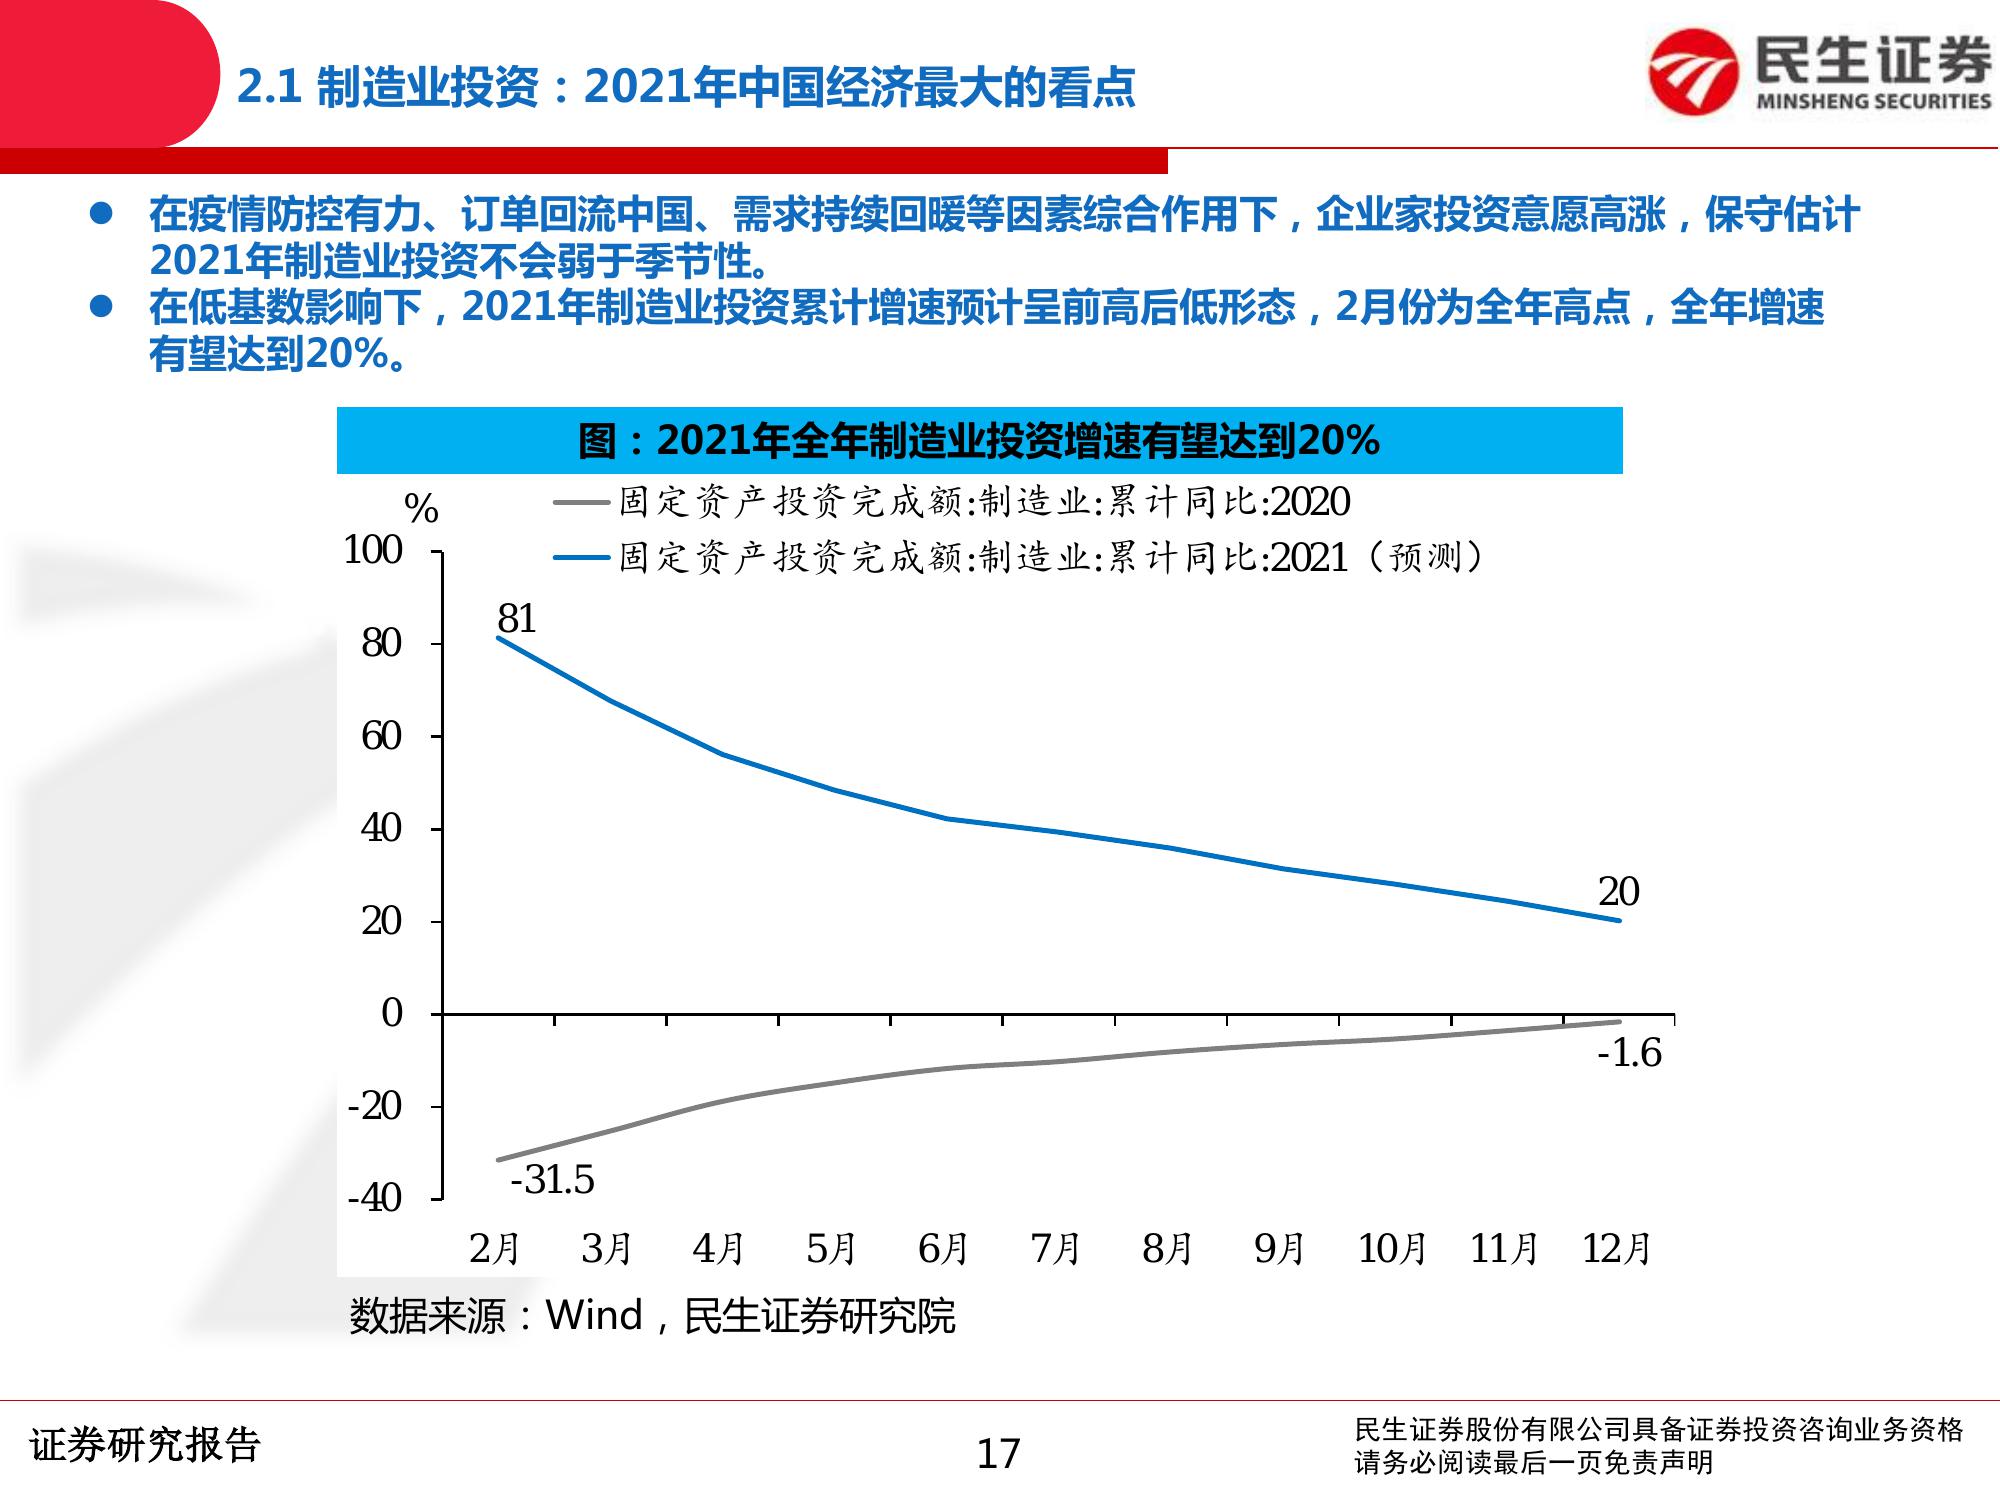 2.1 制造业投资：2021年中国经济最大的看点
民生证券
MINSHENG SECURITIES
● 在疫情防控有力、订单回流中国、需求持续回暖等因素综合作用下，企业家投资意愿高涨，保守估计
2021年制造业投资不会弱于季节性。
● 在低基数影响下，2021年制造业投资累计增速预计呈前高后低形态，2月份为全年高点，全年增速
有望达到20%。
图：2021年全年制造业投资增速有望达到20%
%
固定资产投资完成额:制造业:累计同比:2020
固定资产投资完成额:制造业:累计同比:2021（预测）
100
80
60
40
20
0
-20
-40
81
20
-1.6
-31.5
2月 3月 4月 5月 6月 7月 8月 9月 10月 11月 12月
数据来源：Wind，民生证券研究院
证券研究报告
17
民生证券股份有限公司具备证券投资咨询业务资格
请务必阅读最后一页免责声明